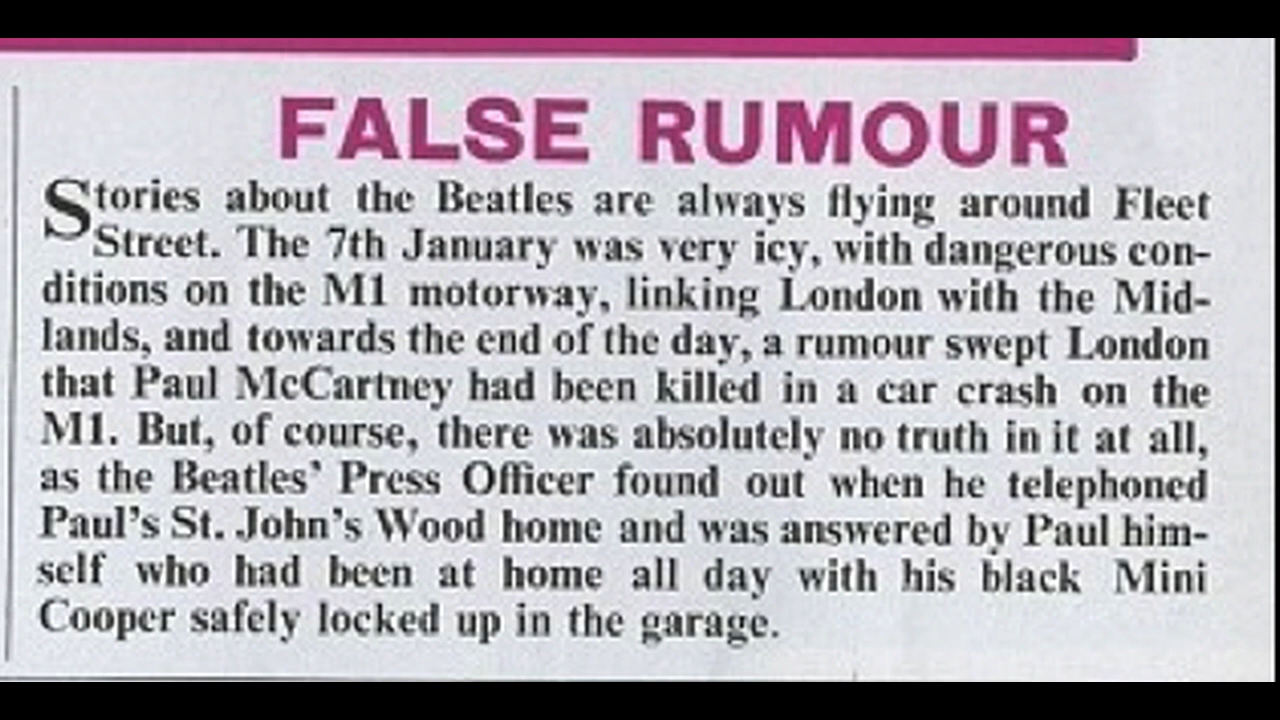 FALSE RUMOUR
Stories about the Beatles are always flying around Fleet
Street. The 7th January was very icy, with dangerous con-
ditions on the M1 motorway, linking London with the Mid-
lands, and towards the end of the day, a rumour swept London
that Paul McCartney had been killed in a car crash on the
M1. But, of course, there was absolutely no truth in it at all,
as the Beatles' Press Officer found out when he telephoned
Paul's St. John's Wood home and was answered by Paul him-
self who had been at home all day with his black Mini
Cooper safely locked up in the garage.